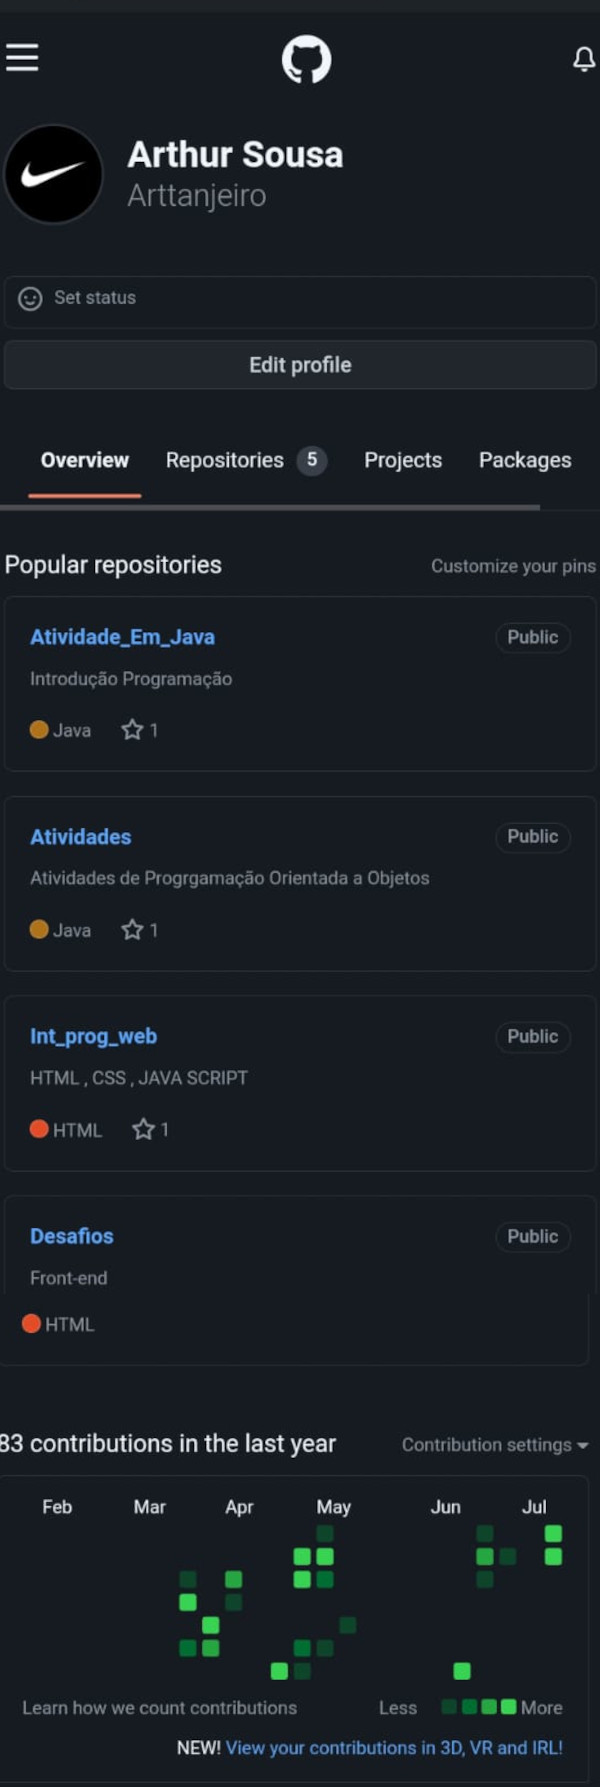 Arthur Sousa
Arttanjeiro
Set status
Edit profile
Overview Repositories 5 Projects Packages
Popular repositories Customize your pins
Atividade_Em_Java Public
Introdução Programação
Java 1
Atividades Public
Atividades de Progrgamação Orientada a Objetos
Java 1
Int_prog_web Public
HTML , CSS , JAVA SCRIPT
HTML 1
Desafios Public
Front-end
HTML
83 contributions in the last year Contribution settings
Feb Mar Apr May Jun Jul
Learn how we count contributions Less More
NEW! View your contributions in 3D, VR and IRL!